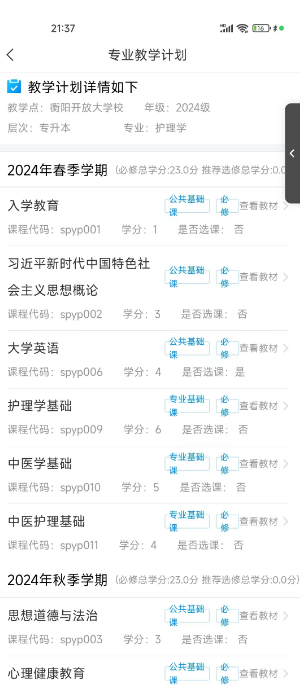 21:37
16
专业教学计划
教学计划详情如下
教学点：衡阳开放大学校 年级：2024级
层次：专升本 专业：护理学
2024年春季学期 (必修总学分:23.0分 推荐选修总学分:0.0
入学教育 公共基础课 必修 查看教材
课程代码：spyp001 学分：1 是否选课： 否
习近平新时代中国特色社会主义思想概论 公共基础课 必修 查看教材
课程代码：spyp002 学分：3 是否选课： 否
大学英语 公共基础课 必修 查看教材
课程代码：spyp006 学分：4 是否选课：是
护理学基础 专业基础课 必修 查看教材
课程代码：spyp009 学分：6 是否选课： 否
中医学基础 专业基础课 必修 查看教材
课程代码：spyp010 学分：5 是否选课： 否
中医护理基础 专业基础课 必修 查看教材
课程代码：spyp011 学分：4 是否选课： 否
2024年秋季学期 (必修总学分:23.0分 推荐选修总学分:0.0分)
思想道德与法治 公共基础课 必修 查看教材
课程代码：spyp003 学分：3 是否选课： 否
心理健康教育 公共基础课 必修 查看教材